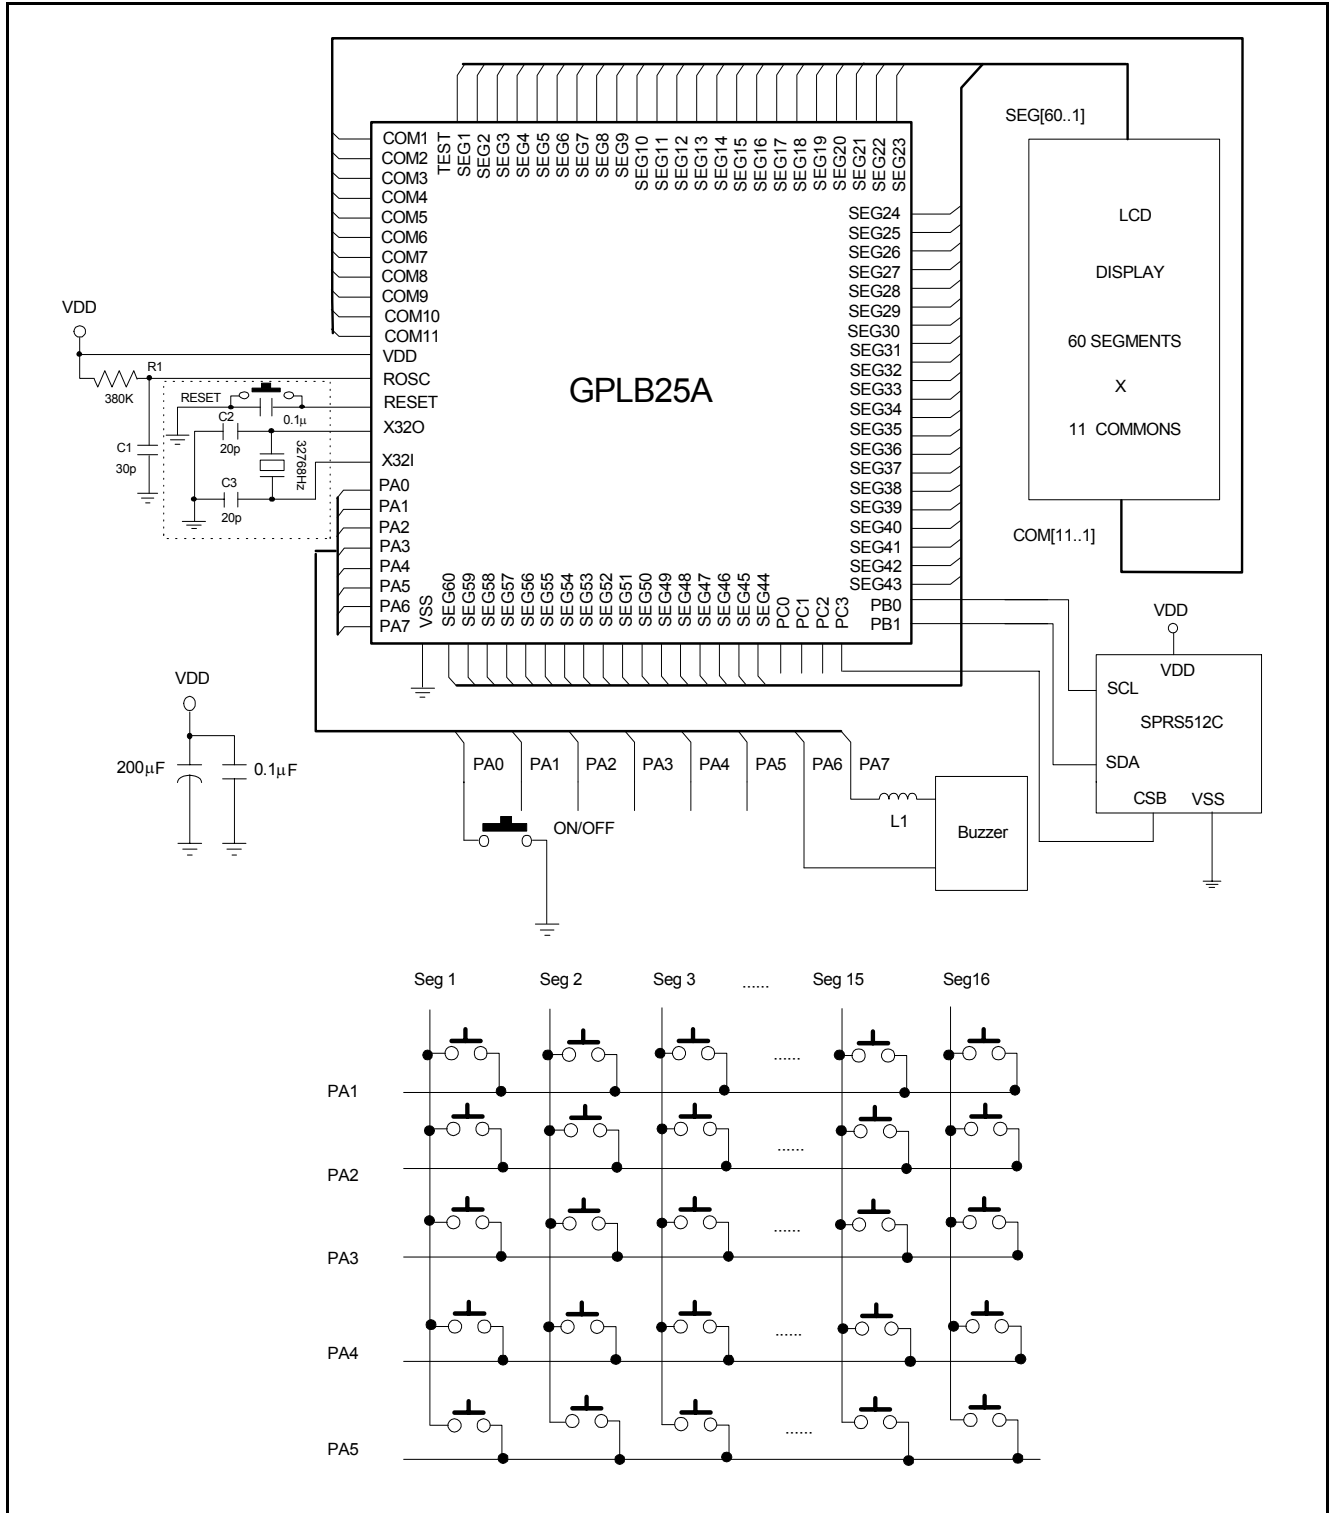 SEG[60..1]
TEST
SEG1
SEG2
SEG3
SEG4
SEG5
SEG6
SEG7
SEG8
SEG9
SEG10
SEG11
SEG12
SEG13
SEG14
SEG15
SEG16
SEG17
SEG18
SEG19
SEG20
SEG21
SEG22
SEG23
COM1
COM2
COM3
COM4
COM5
COM6
COM7
COM8
COM9
COM10
COM11
VDD
ROSC
RESET
X32O
X32I
PA0
PA1
PA2
PA3
PA4
PA5
PA6
PA7
GPLB25A
SEG24
SEG25
SEG26
SEG27
SEG28
SEG29
SEG30
SEG31
SEG32
SEG33
SEG34
SEG35
SEG36
SEG37
SEG38
SEG39
SEG40
SEG41
SEG42
SEG43
PB0
PB1
VSS
SEG60
SEG59
SEG58
SEG57
SEG56
SEG55
SEG54
SEG53
SEG52
SEG51
SEG50
SEG49
SEG48
SEG47
SEG46
SEG45
SEG44
PC0
PC1
PC2
PC3
LCD
DISPLAY
60 SEGMENTS
X
11 COMMONS
COM[11..1]
VDD
R1
380K
RESET
0.1μ
C2
20p
C1
30p
32768Hz
C3
20p
VDD
200μF
0.1μF
VDD
VDD
SCL
SPRS512C
SDA
CSB
VSS
PA0
PA1
PA2
PA3
PA4
PA5
PA6
PA7
ON/OFF
L1
Buzzer
Seg 1
Seg 2
Seg 3
......
Seg 15
Seg16
......
PA1
......
PA2
......
PA3
......
PA4
......
PA5